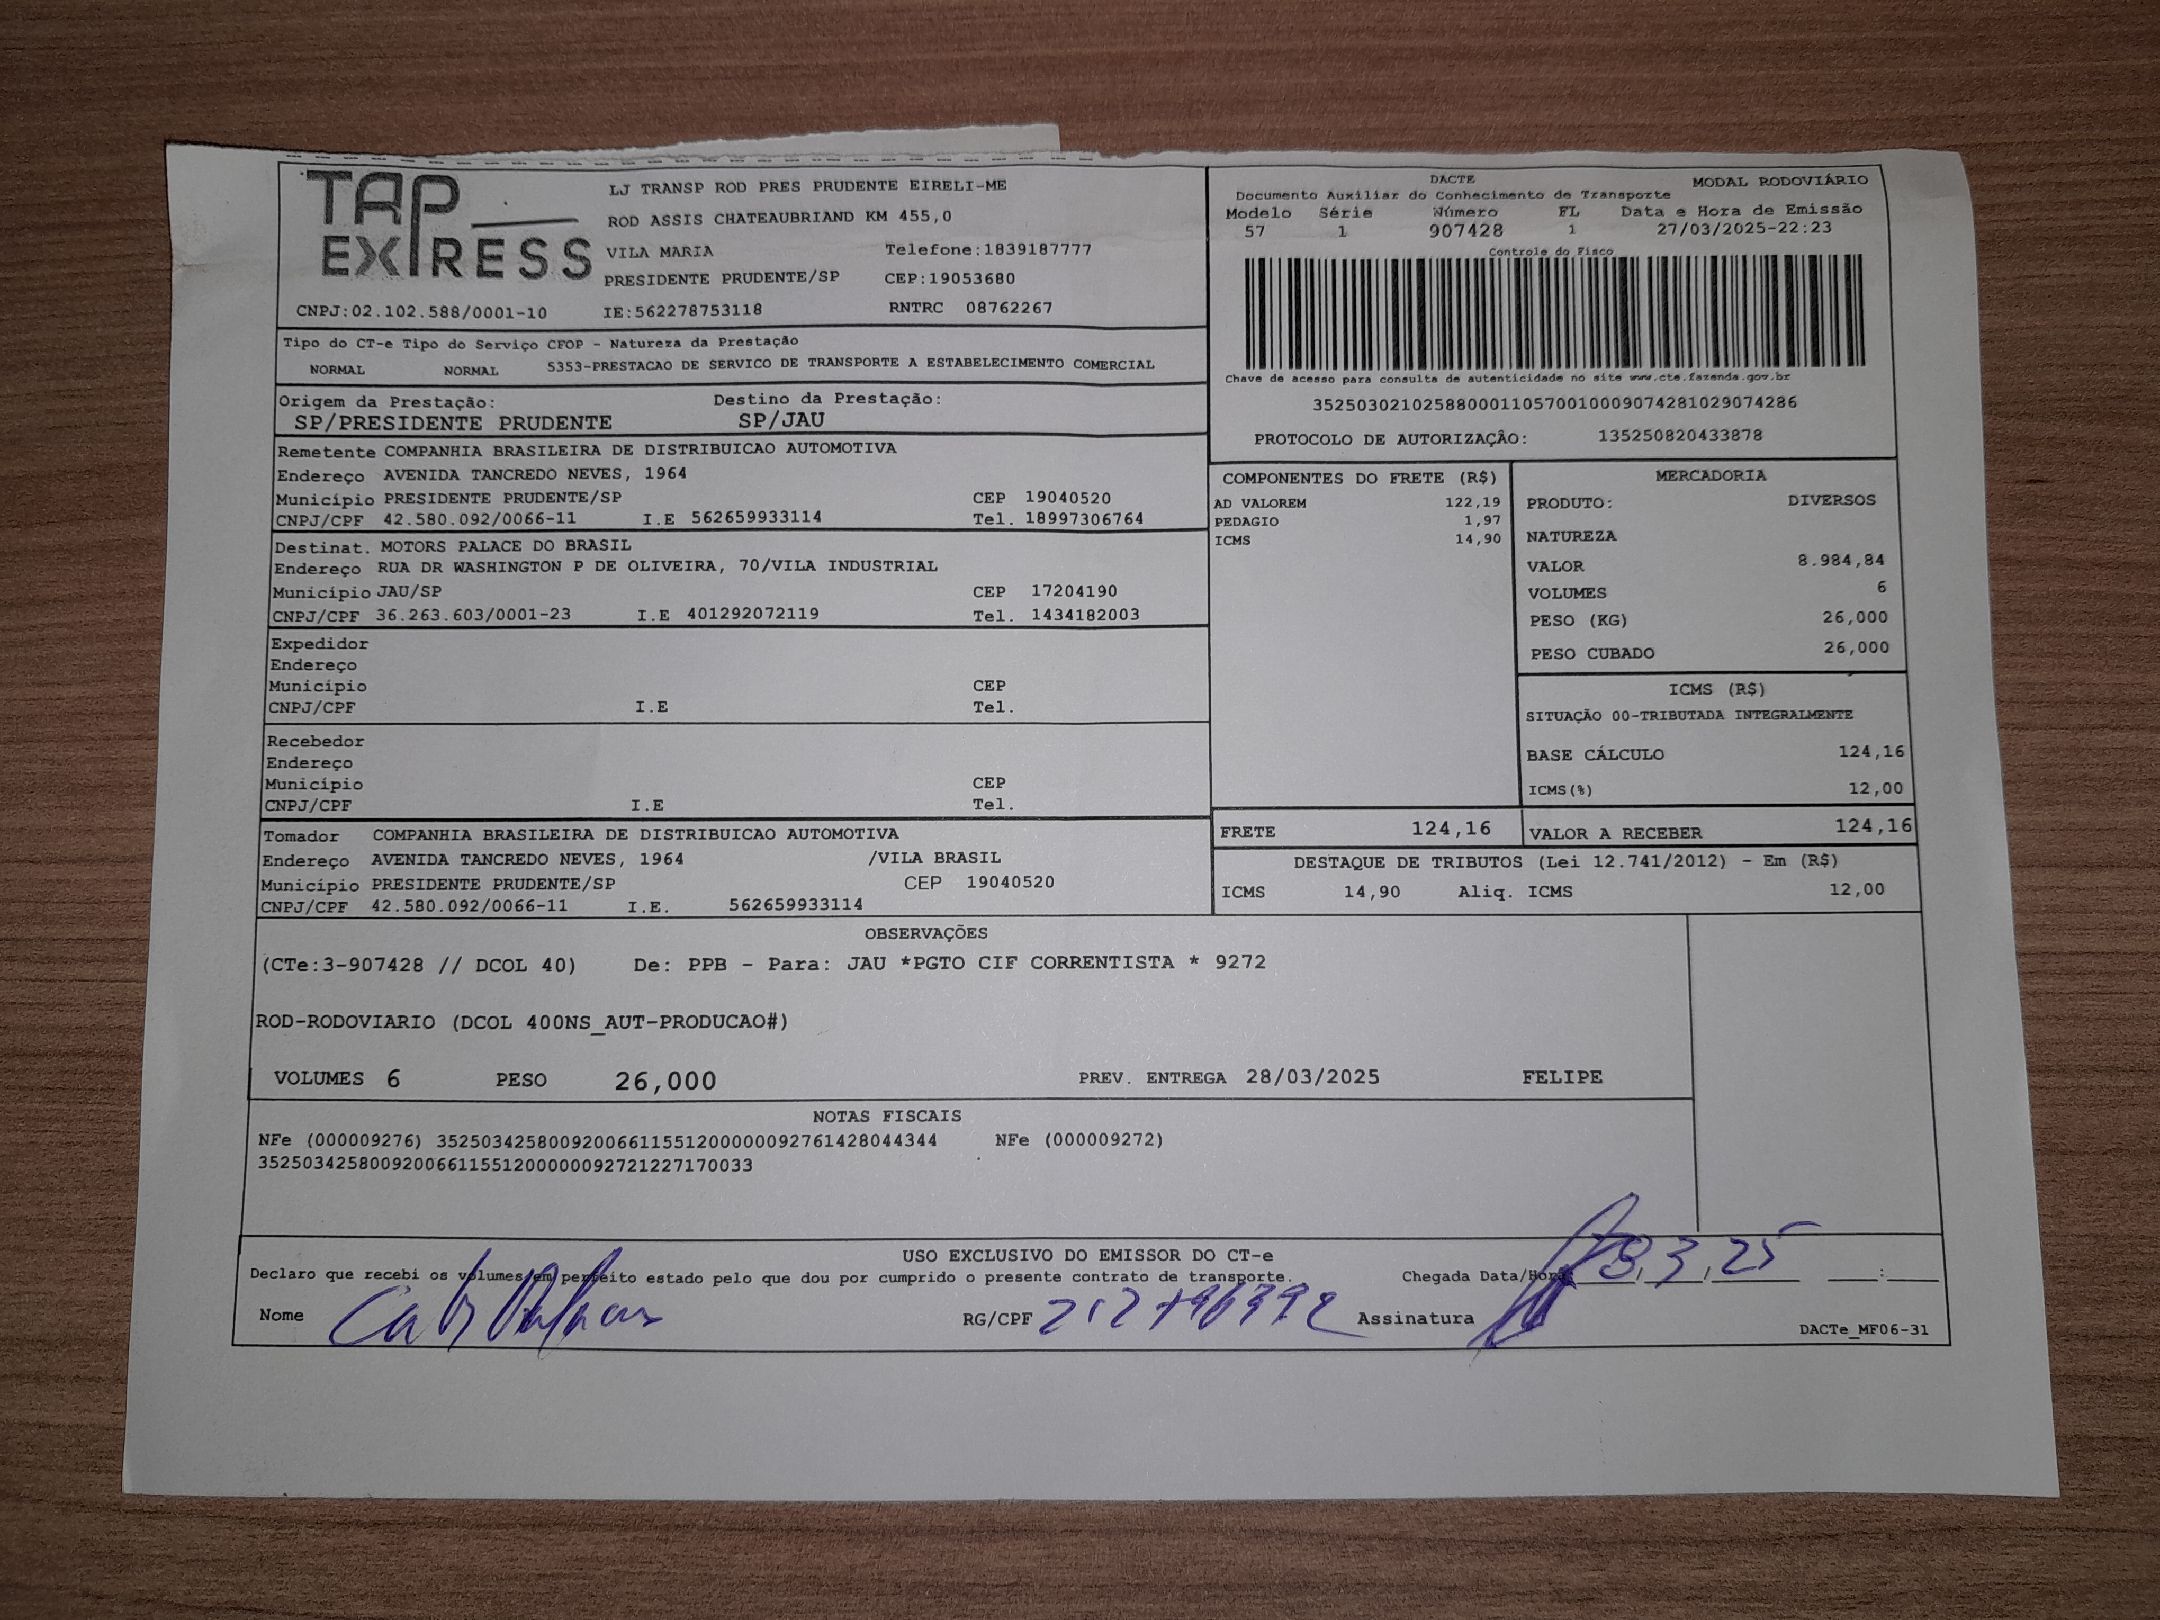 TAP EXPRESS
LJ TRANSP ROD PRES PRUDENTE EIRELI-ME
ROD ASSIS CHATEAUBRIAND KM 455,0
VILA MARIA Telefone:1839187777
PRESIDENTE PRUDENTE/SP CEP:19053680
CNPJ:02.102.588/0001-10 IE:562278753118 RNTRC 08762267
DACTE MODAL RODOVIÁRIO
Documento Auxiliar do Conhecimento de Transporte
Modelo Série Número FL Data e Hora de Emissão
57 1 907428 1 27/03/2025-22:23
Controle do Fisco
Chave de acesso para consulta de autenticidade no site www.cte.fazenda.gov.br
35250302102588000110570010009074281029074286
PROTOCOLO DE AUTORIZAÇÃO: 135250820433878
Tipo do CT-e Tipo do Serviço CFOP - Natureza da Prestação
NORMAL NORMAL 5353-PRESTACAO DE SERVICO DE TRANSPORTE A ESTABELECIMENTO COMERCIAL
Origem da Prestação: Destino da Prestação:
SP/PRESIDENTE PRUDENTE SP/JAU
Remetente COMPANHIA BRASILEIRA DE DISTRIBUICAO AUTOMOTIVA
Endereço AVENIDA TANCREDO NEVES, 1964
Município PRESIDENTE PRUDENTE/SP CEP 19040520
CNPJ/CPF 42.580.092/0066-11 I.E 562659933114 Tel. 18997306764
Destinat. MOTORS PALACE DO BRASIL
Endereço RUA DR WASHINGTON P DE OLIVEIRA, 70/VILA INDUSTRIAL
Município JAU/SP CEP 17204190
CNPJ/CPF 36.263.603/0001-23 I.E 401292072119 Tel. 1434182003
Expedidor
Endereço
Município CEP
CNPJ/CPF I.E Tel.
Recebedor
Endereço
Município CEP
CNPJ/CPF I.E Tel.
Tomador COMPANHIA BRASILEIRA DE DISTRIBUICAO AUTOMOTIVA
Endereço AVENIDA TANCREDO NEVES, 1964 /VILA BRASIL
Município PRESIDENTE PRUDENTE/SP CEP 19040520
CNPJ/CPF 42.580.092/0066-11 I.E. 562659933114
COMPONENTES DO FRETE (R$)
AD VALOREM 122,19
PEDAGIO 1,97
ICMS 14,90
MERCADORIA
PRODUTO: DIVERSOS
NATUREZA
VALOR 8.984,84
VOLUMES 6
PESO (KG) 26,000
PESO CUBADO 26,000
ICMS (R$)
SITUAÇÃO 00-TRIBUTADA INTEGRALMENTE
BASE CÁLCULO 124,16
ICMS(%) 12,00
FRETE 124,16 VALOR A RECEBER 124,16
DESTAQUE DE TRIBUTOS (Lei 12.741/2012) - Em (R$)
ICMS 14,90 Aliq. ICMS 12,00
OBSERVAÇÕES
(CTe:3-907428 // DCOL 40) De: PPB - Para: JAU *PGTO CIF CORRENTISTA * 9272
ROD-RODOVIARIO (DCOL 400NS_AUT-PRODUCAO#)
VOLUMES 6 PESO 26,000 PREV. ENTREGA 28/03/2025 FELIPE
NOTAS FISCAIS
NFe (000009276) 35250342580092006611551200000092761428044344 NFe (000009272)
35250342580092006611551200000092721227170033
USO EXCLUSIVO DO EMISSOR DO CT-e
Declaro que recebi os volumes em perfeito estado pelo que dou por cumprido o presente contrato de transporte. Chegada Data/Hora: 28/3/25 :
Nome RG/CPF Assinatura
DACTe_MF06-31